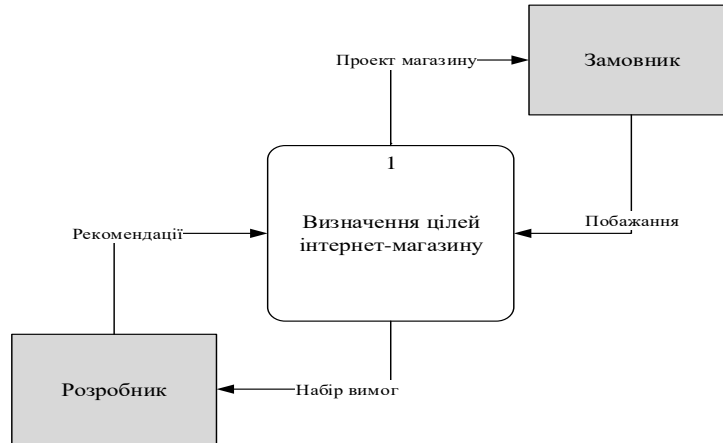 Проект магазину
Замовник
1
Визначення цілей
інтернет-магазину
Побажання
Рекомендації
Розробник
Набір вимог